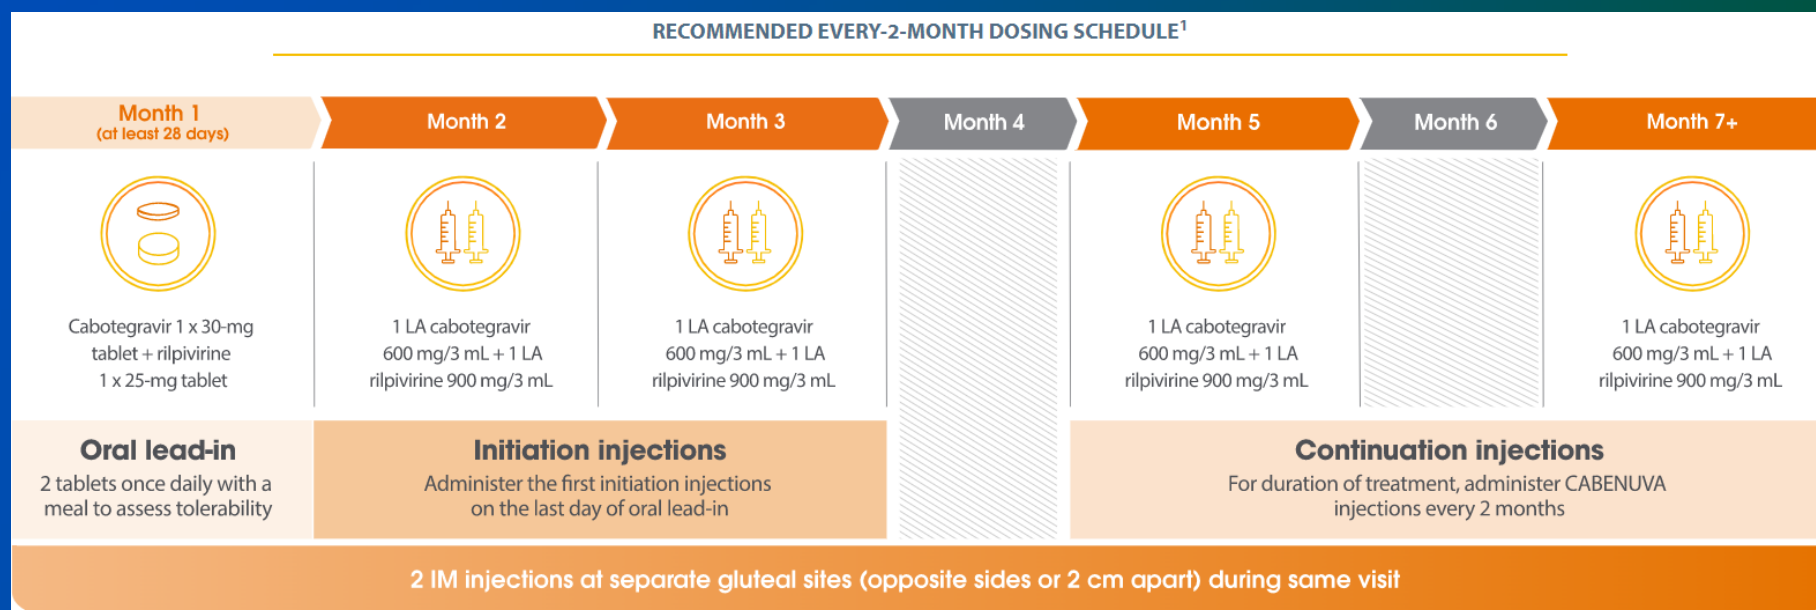 RECOMMENDED EVERY-2-MONTH DOSING SCHEDULE1
Month 1
(at least 28 days)
Month 2
Month 3
Month 4
Month 5
Month 6
Month 7+
Cabotegravir 1 x 30-mg
tablet + rilpivirine
1 x 25-mg tablet
1 LA cabotegravir
600 mg/3 mL + 1 LA
rilpivirine 900 mg/3 mL
1 LA cabotegravir
600 mg/3 mL + 1 LA
rilpivirine 900 mg/3 mL
1 LA cabotegravir
600 mg/3 mL + 1 LA
rilpivirine 900 mg/3 mL
1 LA cabotegravir
600 mg/3 mL + 1 LA
rilpivirine 900 mg/3 mL
Oral lead-in
2 tablets once daily with a
meal to assess tolerability
Initiation injections
Administer the first initiation injections
on the last day of oral lead-in
Continuation injections
For duration of treatment, administer CABENUVA
injections every 2 months
2 IM injections at separate gluteal sites (opposite sides or 2 cm apart) during same visit